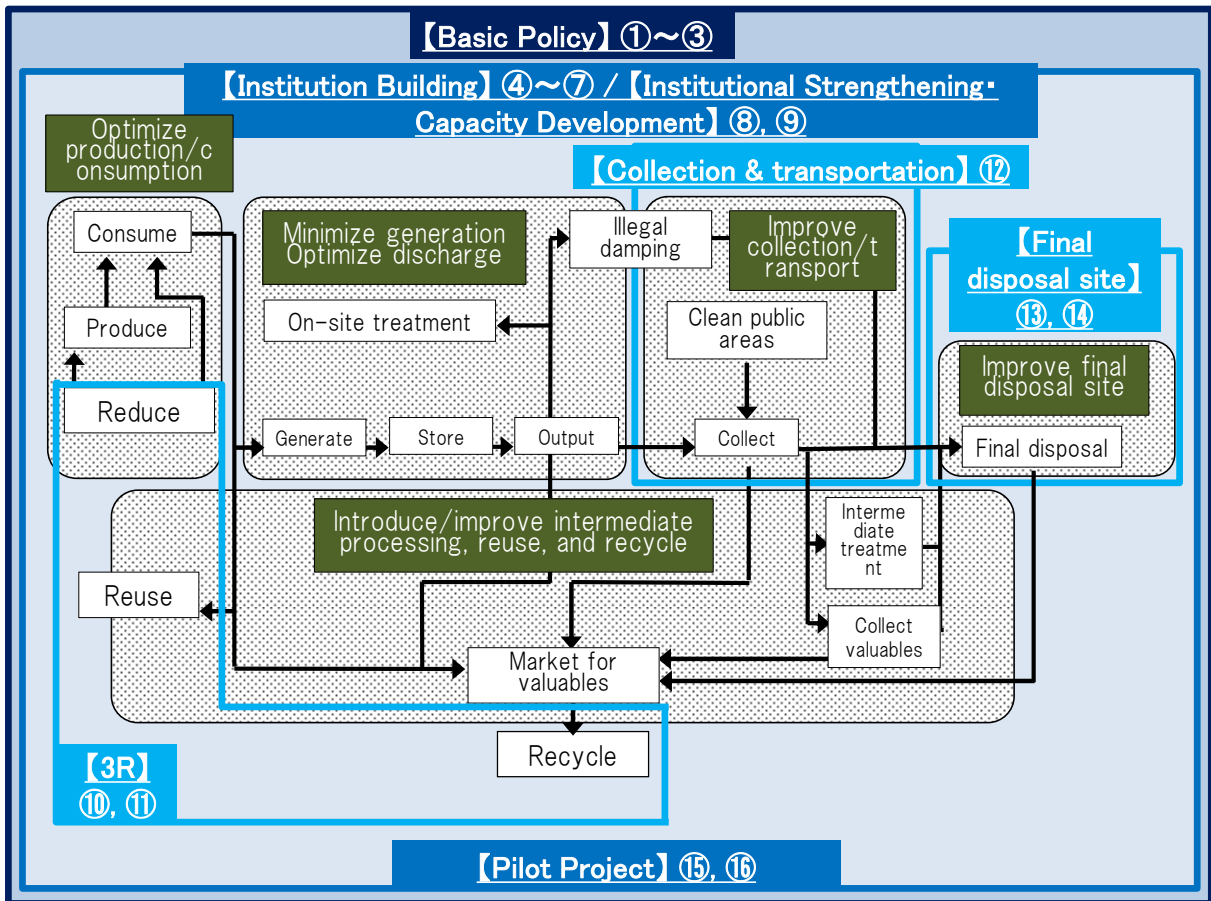 【Basic Policy】 ①～③
【Institution Building】 ④～⑦ / 【Institutional Strengthening・
Capacity Development】 ⑧, ⑨
Optimize
production/c
onsumption
【Collection & transportation】 ⑫
Consume
Minimize generation
Optimize discharge
Illegal
damping
Improve
collection/t
ransport
【Final
disposal site】
⑬, ⑭
Produce
On-site treatment
Clean public
areas
Improve final
disposal site
Reduce
Generate
Store
Output
Collect
Final disposal
Introduce/improve intermediate
processing, reuse, and recycle
Interme
diate
treatme
nt
Reuse
Collect
valuables
Market for
valuables
Recycle
【3R】
⑩, ⑪
【Pilot Project】 ⑮, ⑯